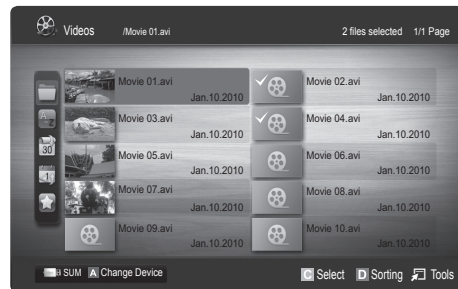 Videos /Movie 01.avi 2 files selected 1/1 Page
Movie 01.avi Movie 02.avi
Jan.10.2010 Jan.10.2010
Movie 03.avi Movie 04.avi
Jan.10.2010 Jan.10.2010
Movie 05.avi Movie 06.avi
Jan.10.2010 Jan.10.2010
Movie 07.avi Movie 08.avi
Jan.10.2010 Jan.10.2010
Movie 09.avi Movie 10.avi
Jan.10.2010 Jan.10.2010
A Z
30
SUM A Change Device C Select D Sorting Tools